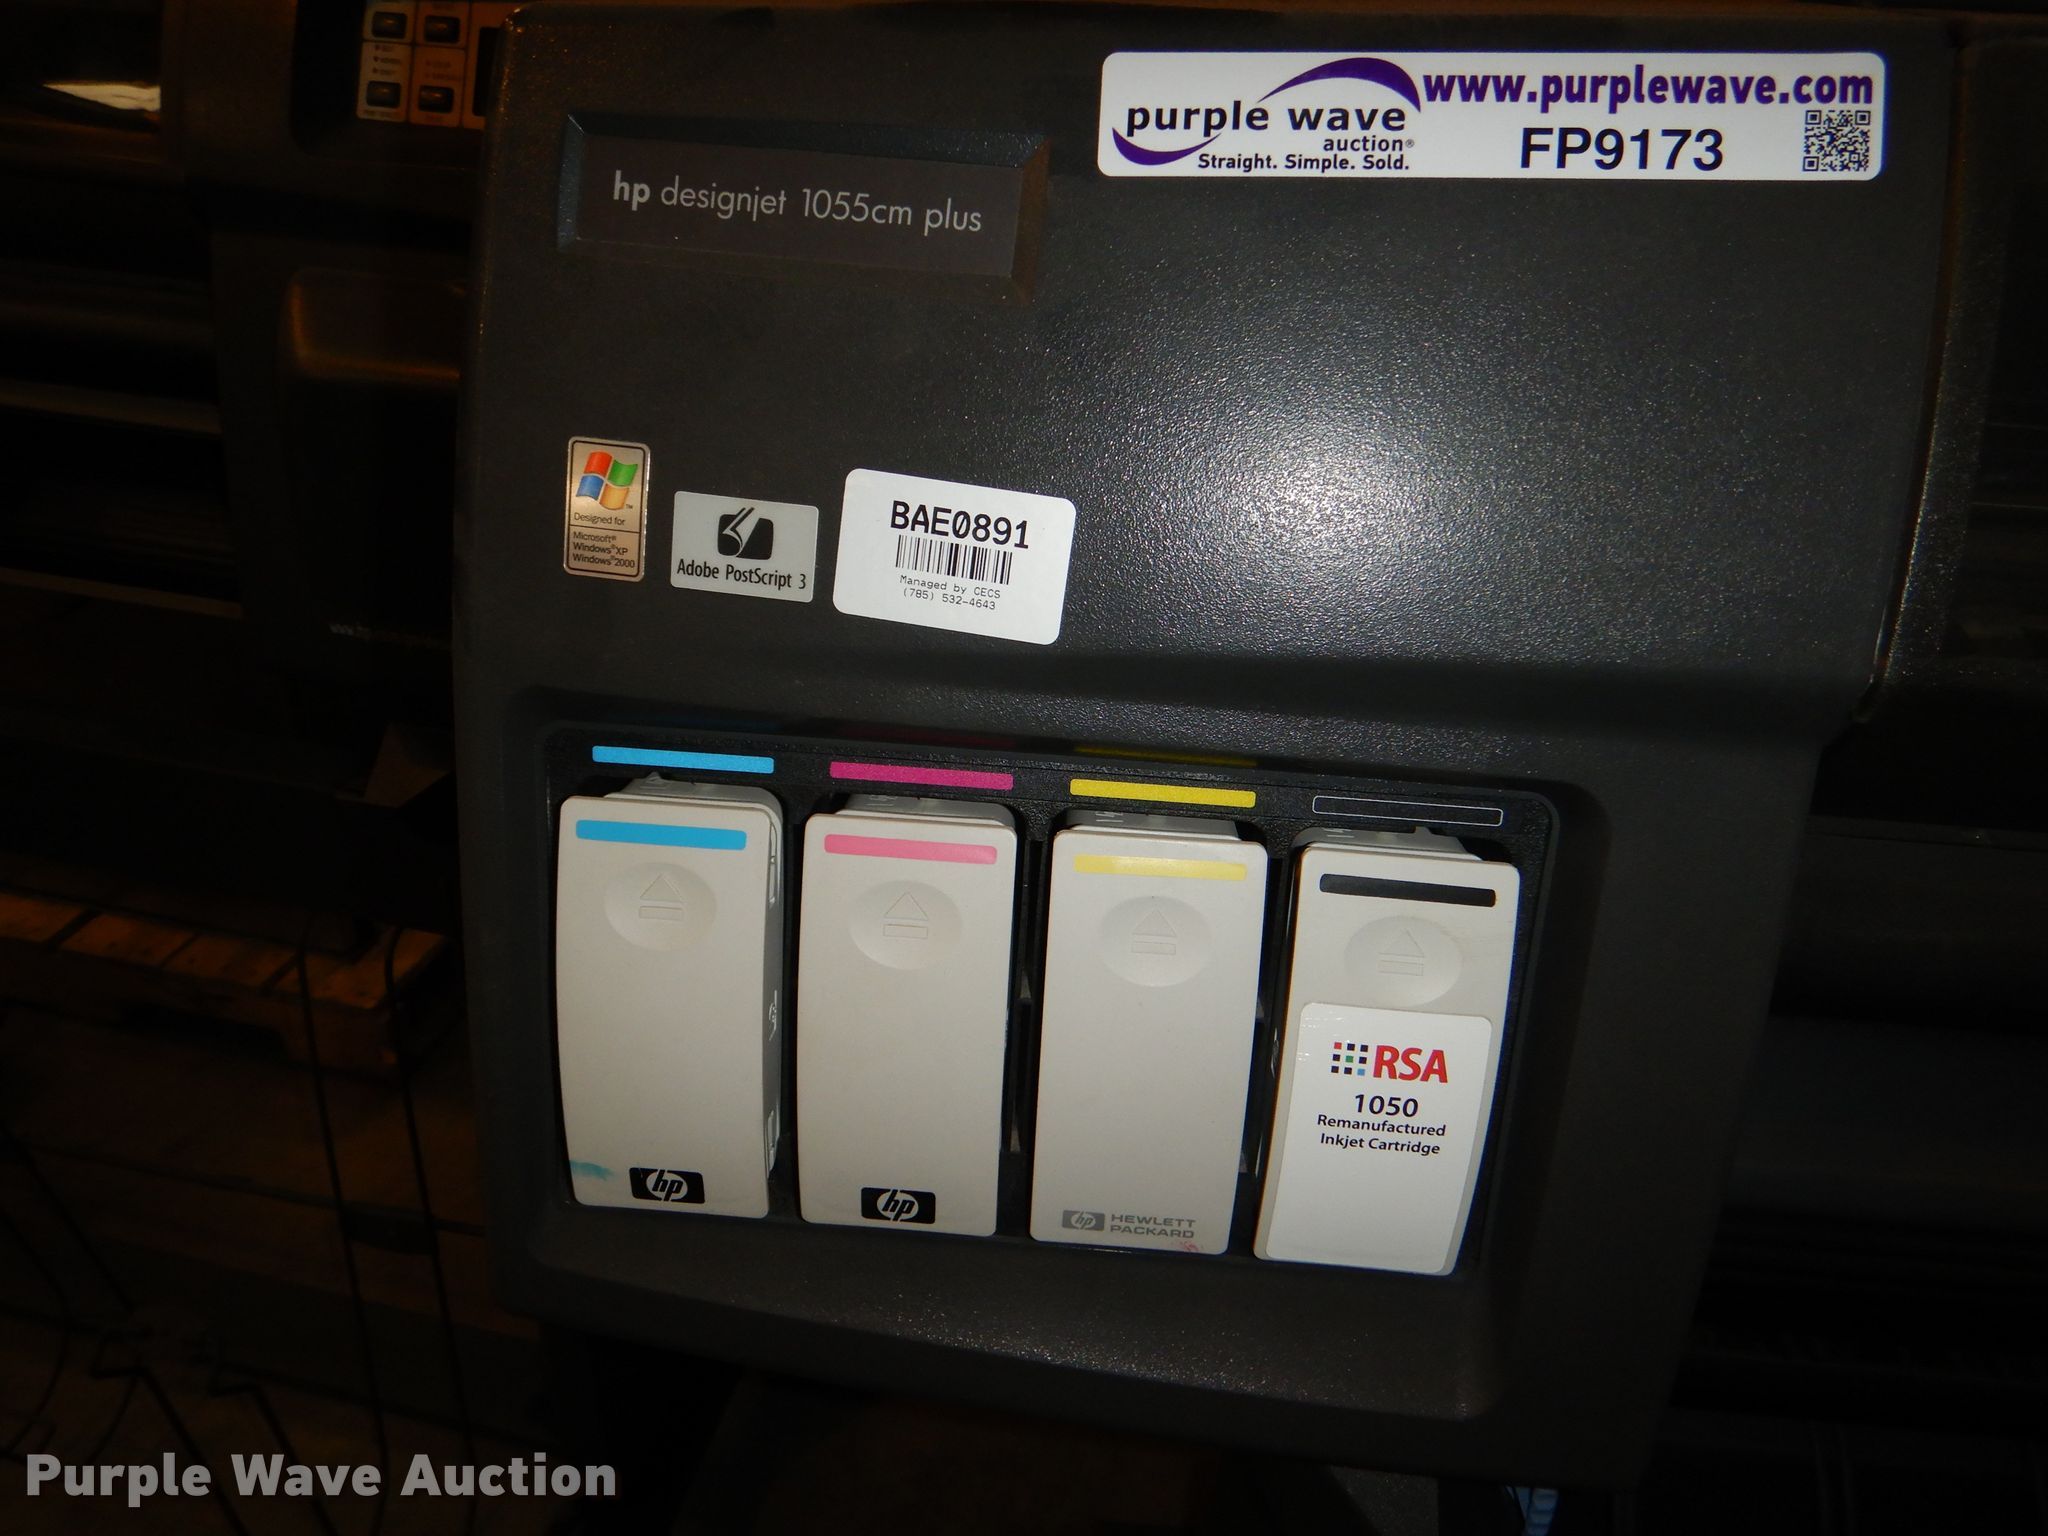 www.purplewave.com
purple wave
auction®
Straight. Simple. Sold.
FP9173
hp designjet 1055cm plus
Designed for
Microsoft®
Windows®XP
Windows®2000
Adobe PostScript 3
BAE0891
Managed by CECS
(785) 532-4643
RSA
1050
Remanufactured
Inkjet Cartridge
hp
hp
hp HEWLETT
PACKARD
Purple Wave Auction